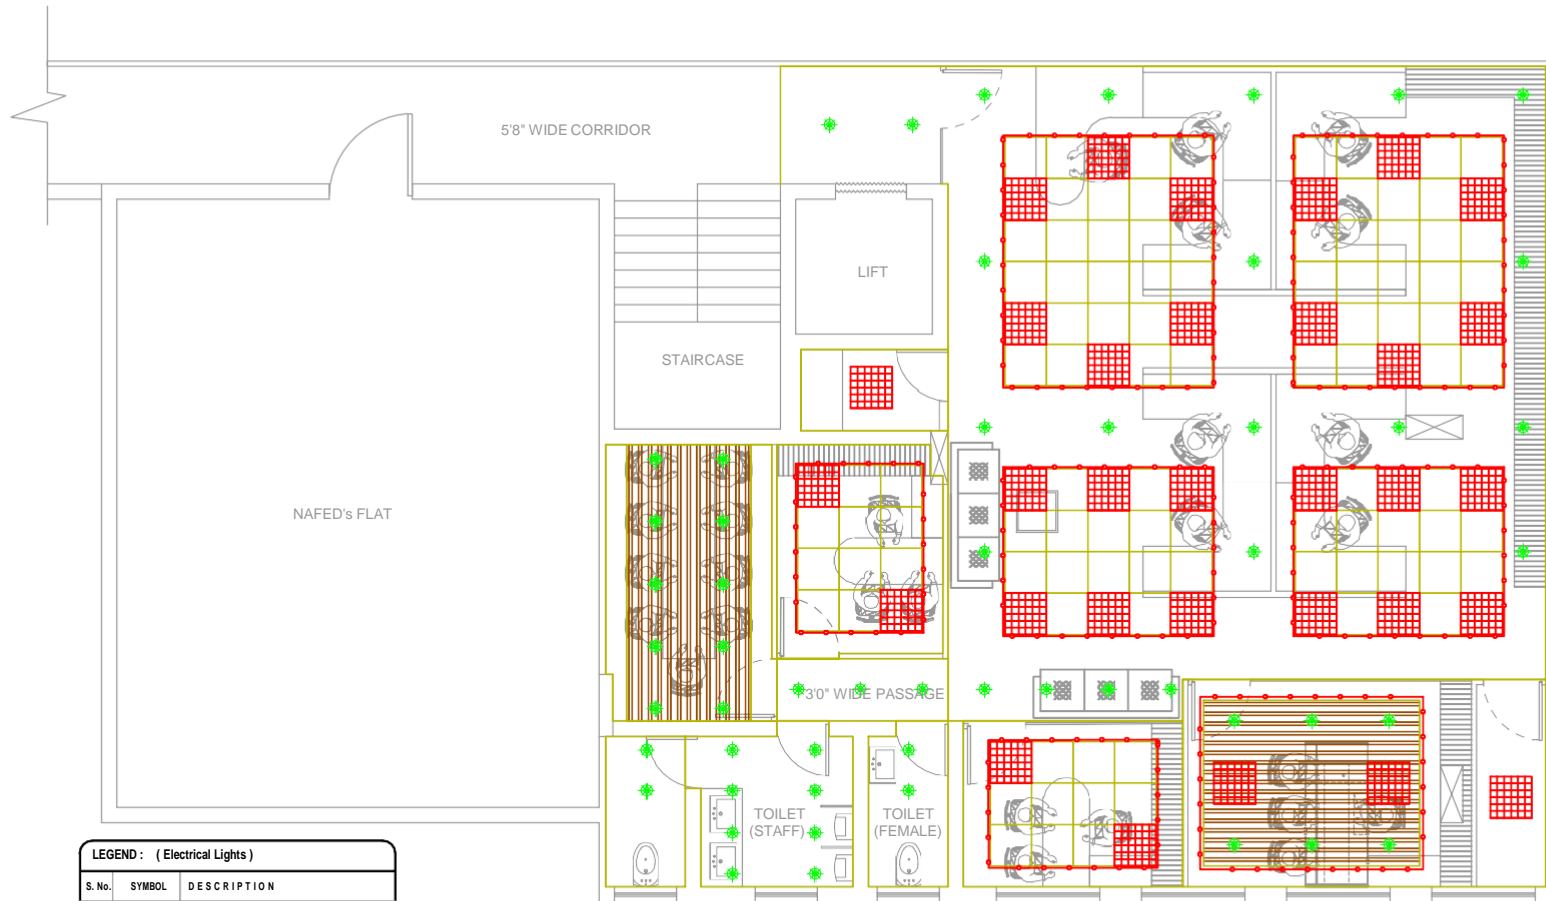 5'8" WIDE CORRIDOR
LIFT
STAIRCASE
NAFED's FLAT
3'0" WIDE PASSAGE
TOILET
(STAFF)
TOILET
(FEMALE)
LEGEND : ( Electrical Lights )
S. No. SYMBOL DESCRIPTION